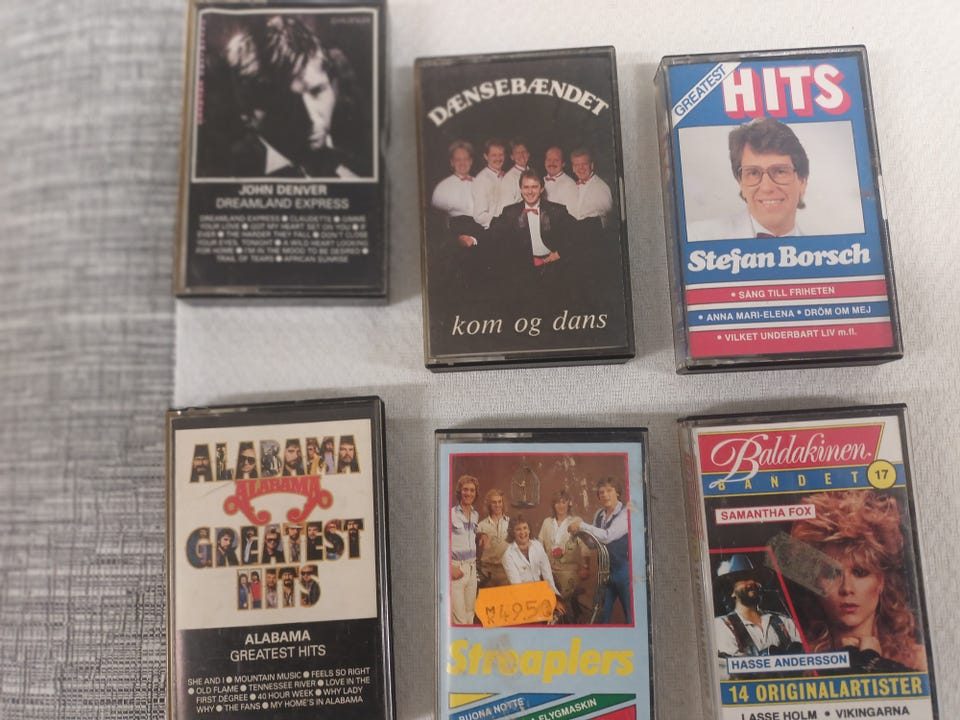 JOHN DENVER
DREAMLAND EXPRESS
DREAMLAND EXPRESS ● CLAUDETTE ● GIMME
YOUR LOVE ● GOT MY HEART SET ON YOU ● IF
EVER ● THE HARDER THEY FALL ● DON'T CLOSE
YOUR EYES, TONIGHT ● A WILD HEART LOOKING
FOR HOME ● I'M IN THE MOOD TO BE DESIRED ●
TRAIL OF TEARS ● AFRICAN SUNRISE
DÆNSEBÆNDET
kom og dans
GREATEST
HITS
Stefan Borsch
• SÅNG TILL FRIHETEN
• ANNA MARI-ELENA • DRÖM OM MEJ
• VILKET UNDERBART LIV m.fl.
ALABAMA
ALABAMA
GREATEST
HITS
ALABAMA
GREATEST HITS
SHE AND I ● MOUNTAIN MUSIC ● FEELS SO RIGHT
● OLD FLAME ● TENNESSEE RIVER ● LOVE IN THE
FIRST DEGREE ● 40 HOUR WEEK ● WHY LADY
WHY ● THE FANS ● MY HOME'S IN ALABAMA
49.50
Streaplers
BUONA NOTTE
FLYGMASKIN
Baldakinen
BANDET
17
SAMANTHA FOX
HASSE ANDERSSON
14 ORIGINALARTISTER
LASSE HOLM • VIKINGARNA